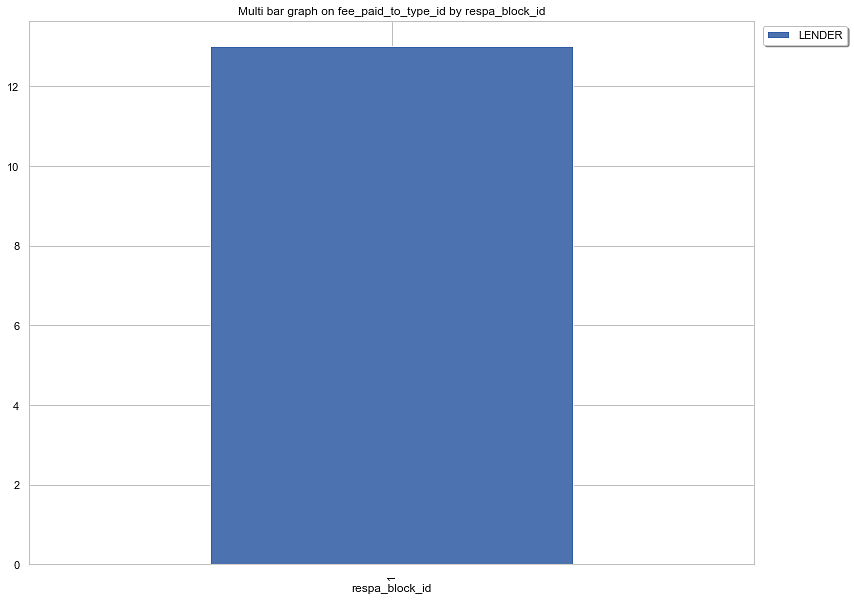 Multi bar graph on fee_paid_to_type_id by respa_block_id
LENDER
12
10
8
6
4
2
0
1
respa_block_id